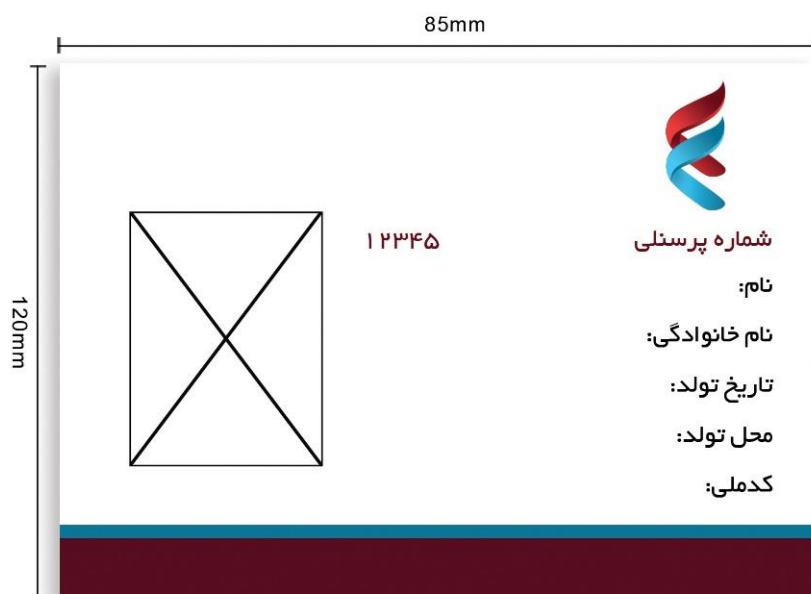 85mm
120mm
شماره پرسنلی ۱۲۳۴۵
نام:
نام خانوادگی:
تاریخ تولد:
محل تولد:
کدملی: